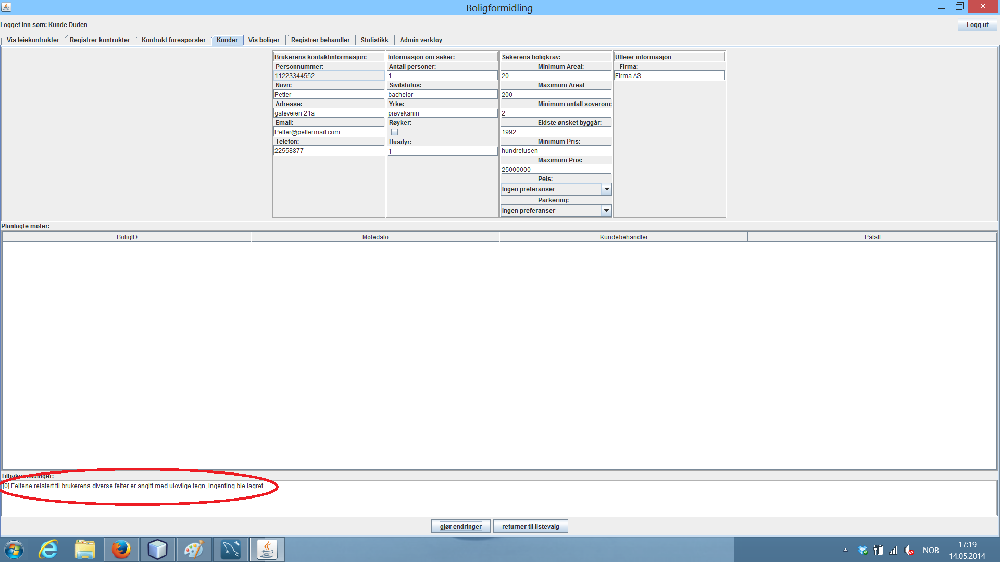 Boligformidling
Logget inn som: Kunde Duden
Logg ut
Vis leiekontrakter Registrer kontrakter Kontrakt forespørsler Kunder Vis boliger Registrer behandler Statistikk Admin verktøy
Brukerens kontaktinformasjon:
Personnummer:
11223344552
Navn:
Petter
Adresse:
gateveien 21a
Email:
Petter@pettermail.com
Telefon:
22558877
Informasjon om søker:
Antall personer:
1
Sivilstatus:
bachelor
Yrke:
prøvekanin
Røyker:
Husdyr:
1
Søkerens boligkrav:
Minimum Areal:
20
Maximum Areal
200
Minimum antall soverom:
2
Eldste ønsket byggår:
1992
Minimum Pris:
hundretusen
Maximum Pris:
25000000
Peis:
Ingen preferanser
Parkering:
Ingen preferanser
Utleier informasjon
Firma:
Firma AS
Planlagte møter:
BoligID Møtedato Kundebehandler Påtatt
Tilbakemeldinger:
[0] Feltene relatert til brukerens diverse felter er angitt med ulovlige tegn, ingenting ble lagret
gjør endringer returner til listevalg
NOB
17:19
14.05.2014